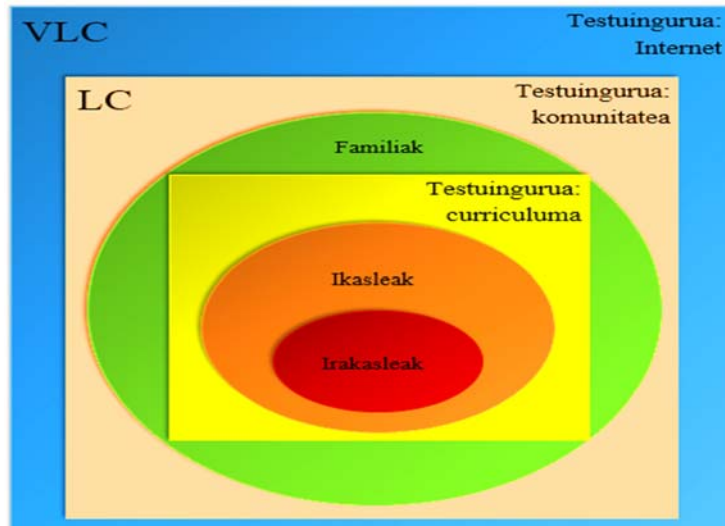 VLC
Testuingurua:
Internet
LC
Testuingurua:
komunitatea
Familiak
Testuingurua:
curriculuma
Ikasleak
Irakasleak